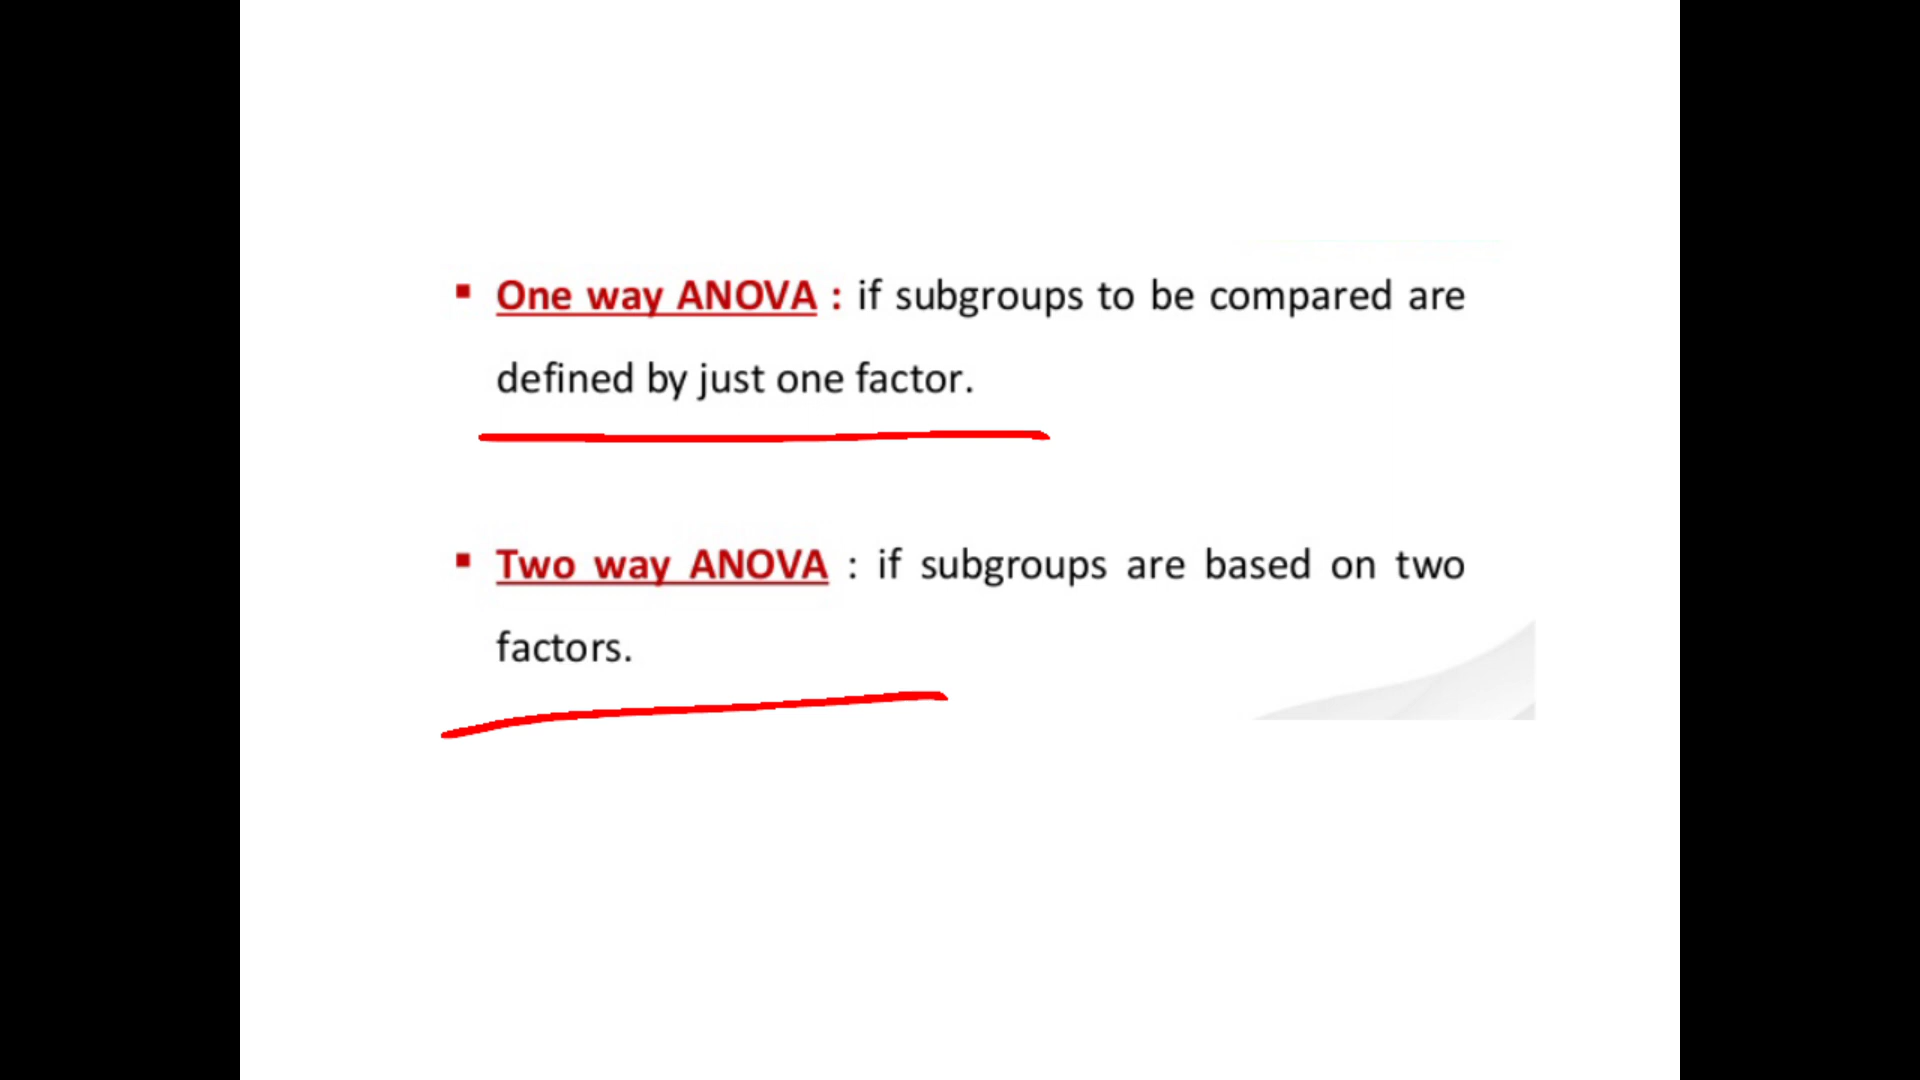 ▪ One way ANOVA : if subgroups to be compared are
defined by just one factor.
▪ Two way ANOVA : if subgroups are based on two
factors.